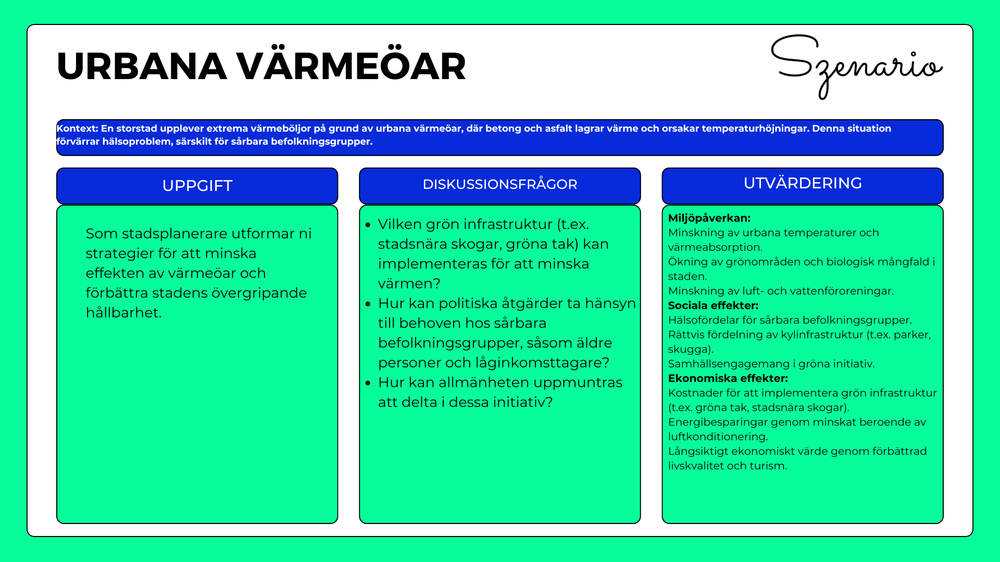 URBANA VÄRMEÖAR
Szenario
Kontext: En storstad upplever extrema värmeböljor på grund av urbana värmeöar, där betong och asfalt lagrar värme och orsakar temperaturhöjningar. Denna situation
förvärrar hälsoproblem, särskilt för sårbara befolkningsgrupper.
UPPGIFT
Som stadsplanerare utformar ni
strategier för att minska
effekten av värmeöar och
förbättra stadens övergripande
hållbarhet.
DISKUSSIONSFRÅGOR
• Vilken grön infrastruktur (t.ex.
stadsnära skogar, gröna tak) kan
implementeras för att minska
värmen?
• Hur kan politiska åtgärder ta hänsyn
till behoven hos sårbara
befolkningsgrupper, såsom äldre
personer och låginkomsttagare?
• Hur kan allmänheten uppmuntras
att delta i dessa initiativ?
UTVÄRDERING
Miljöpåverkan:
Minskning av urbana temperaturer och
värmeabsorption.
Ökning av grönområden och biologisk mångfald i
staden.
Minskning av luft- och vattenföroreningar.
Sociala effekter:
Hälsofördelar för sårbara befolkningsgrupper.
Rättvis fördelning av kylinfrastruktur (t.ex. parker,
skugga).
Samhällsengagemang i gröna initiativ.
Ekonomiska effekter:
Kostnader för att implementera grön infrastruktur
(t.ex. gröna tak, stadsnära skogar).
Energibesparingar genom minskat beroende av
luftkonditionering.
Långsiktigt ekonomiskt värde genom förbättrad
livskvalitet och turism.